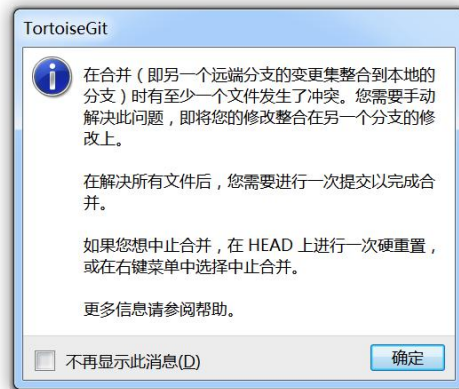 TortoiseGit
在合并（即另一个远端分支的变更集整合到本地的
分支）时有至少一个文件发生了冲突。您需要手动
解决此问题，即将您的修改整合在另一个分支的修
改上。
在解决所有文件后，您需要进行一次提交以完成合
并。
如果您想中止合并，在 HEAD 上进行一次硬重置，
或在右键菜单中选择中止合并。
更多信息请参阅帮助。
不再显示此消息(D)
确定